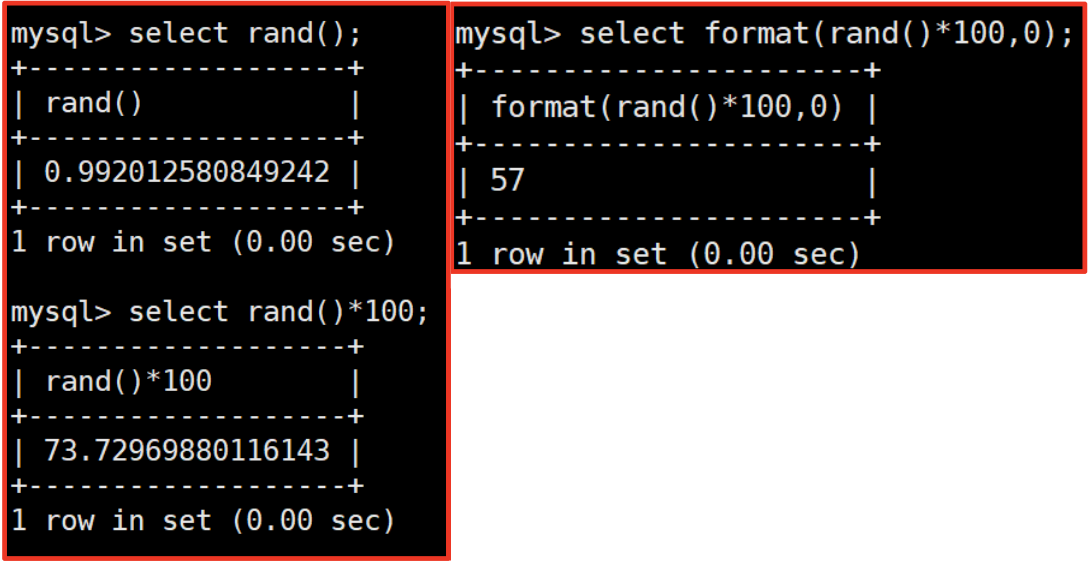 mysql> select rand();
+-------------------+
| rand()            |
+-------------------+
| 0.992012580849242 |
+-------------------+
1 row in set (0.00 sec)

mysql> select rand()*100;
+-------------------+
| rand()*100        |
+-------------------+
| 73.72969880116143 |
+-------------------+
1 row in set (0.00 sec)

mysql> select format(rand()*100,0);
+----------------------+
| format(rand()*100,0) |
+----------------------+
| 57                   |
+----------------------+
1 row in set (0.00 sec)